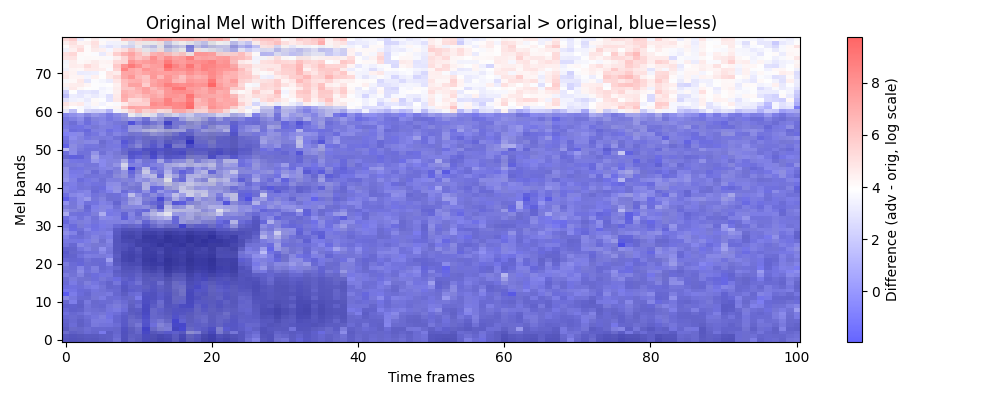 Original Mel with Differences (red=adversarial > original, blue=less)
Mel bands
70
60
50
40
30
20
10
0
0 20 40 60 80 100
Time frames
8
6
4
2
0
Difference (adv - orig, log scale)